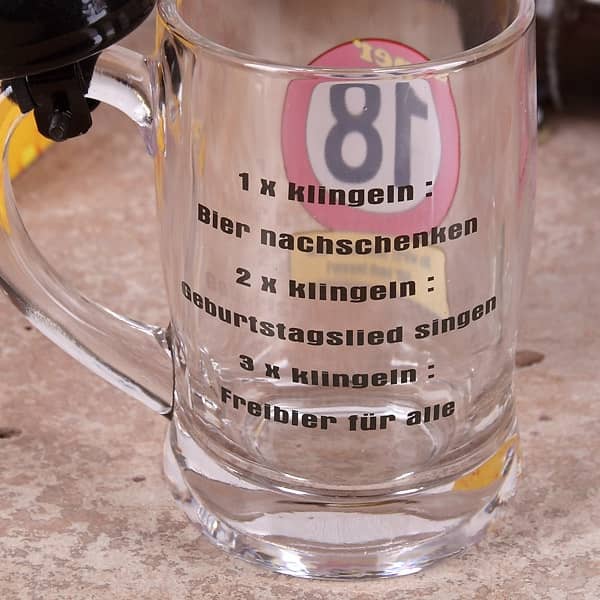 1 x klingeln :
Bier nachschenken
2 x klingeln :
Geburtstagslied singen
3 x klingeln :
Freibier für alle
18